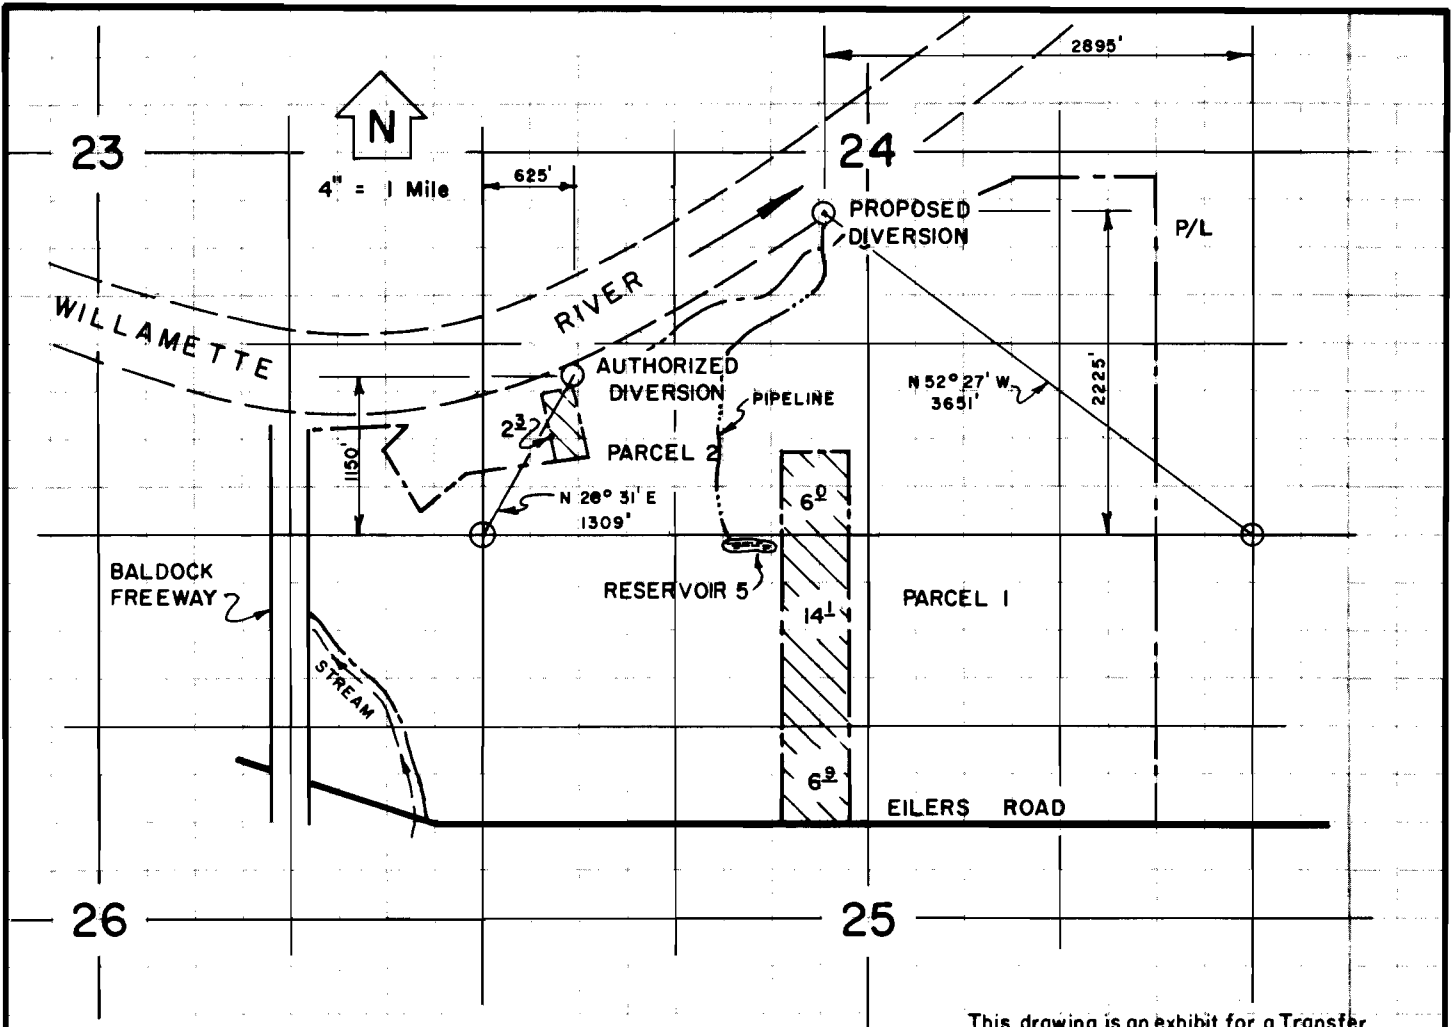 2895'
23
N
24
625'
4" = 1 Mile
PROPOSED
DIVERSION
P/L
WILLAMETTE
RIVER
AUTHORIZED
DIVERSION
N 52° 27' W
3651'
2225'
PIPELINE
2 3
PARCEL 2
1150'
N 28° 31' E
1309'
6 0
BALDOCK
FREEWAY
RESERVOIR 5
14 1
PARCEL 1
STREAM
6 9
EILERS ROAD
26
25
This drawing is an exhibit for a Transfer